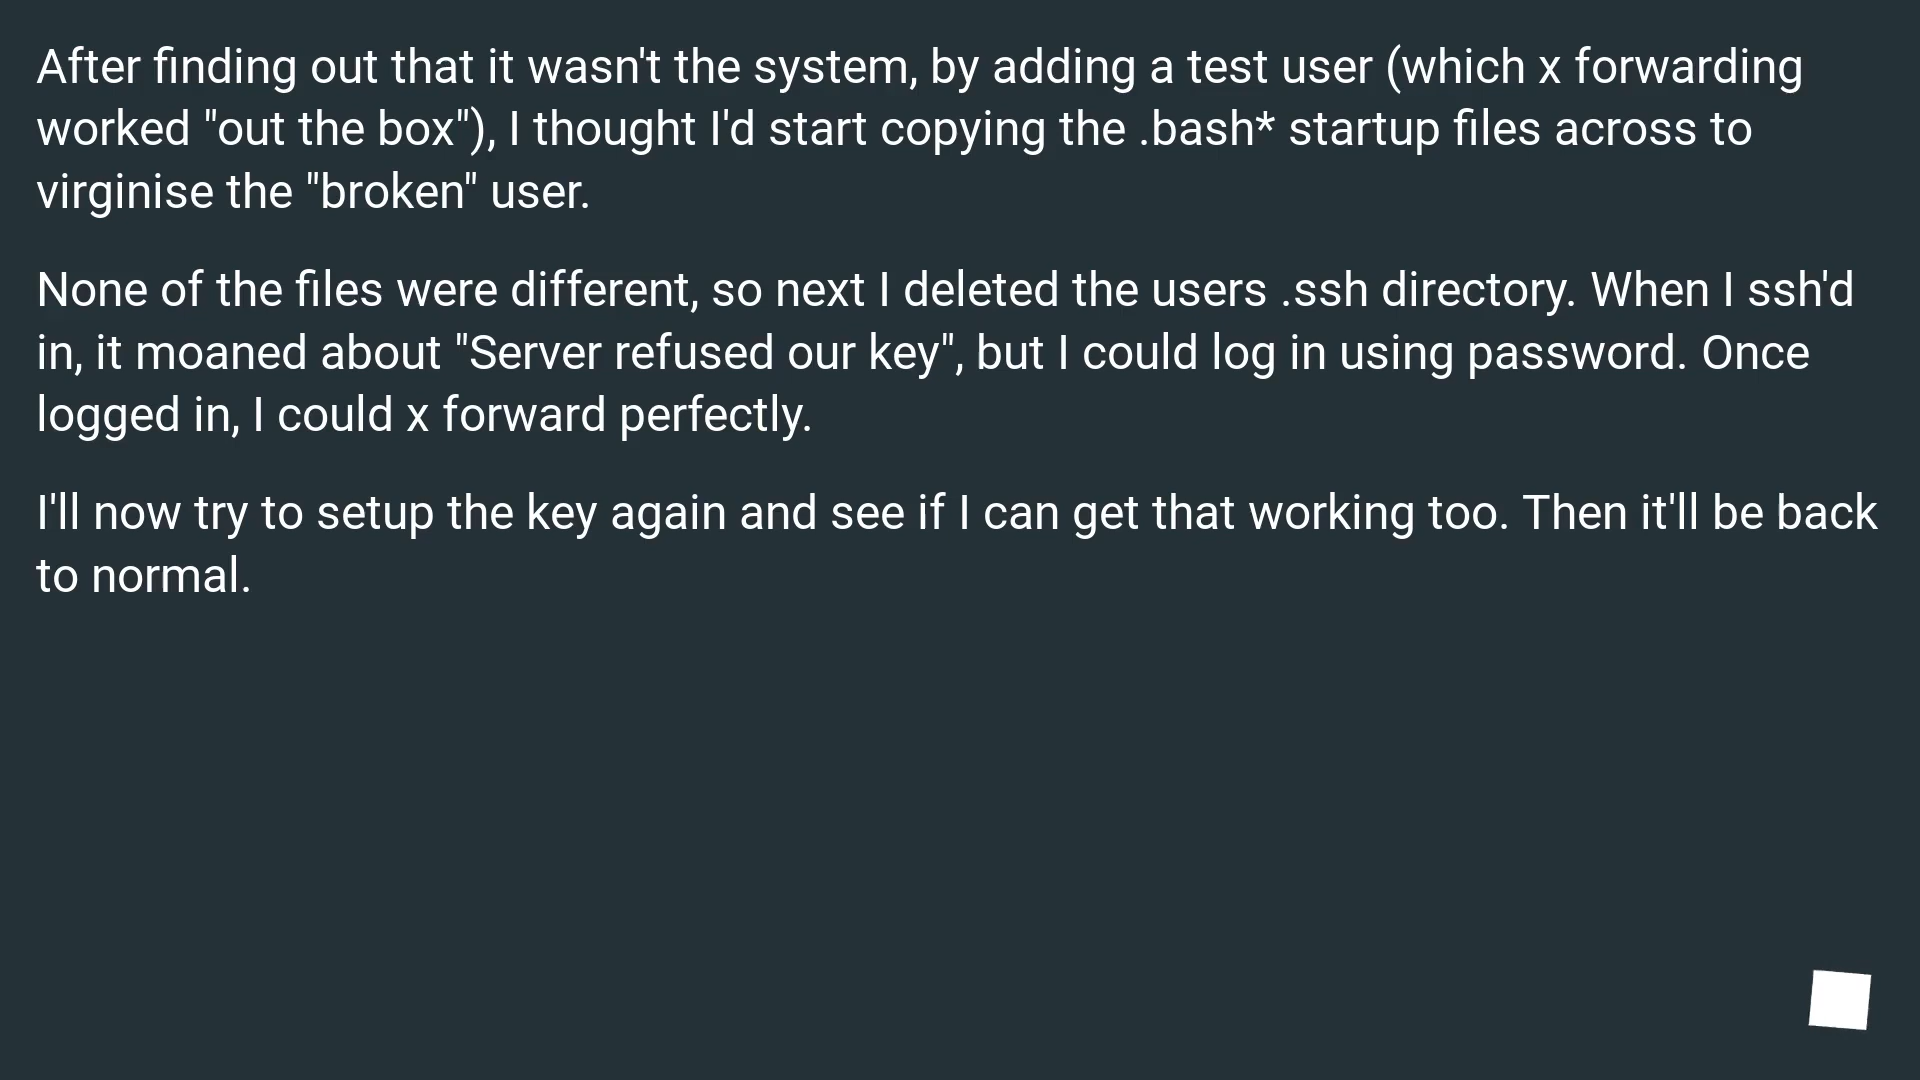 After finding out that it wasn't the system, by adding a test user (which x forwarding
worked "out the box"), I thought I'd start copying the .bash* startup files across to
virginise the "broken" user.
None of the files were different, so next I deleted the users .ssh directory. When I ssh'd
in, it moaned about "Server refused our key", but I could log in using password. Once
logged in, I could x forward perfectly.
I'll now try to setup the key again and see if I can get that working too. Then it'll be back
to normal.